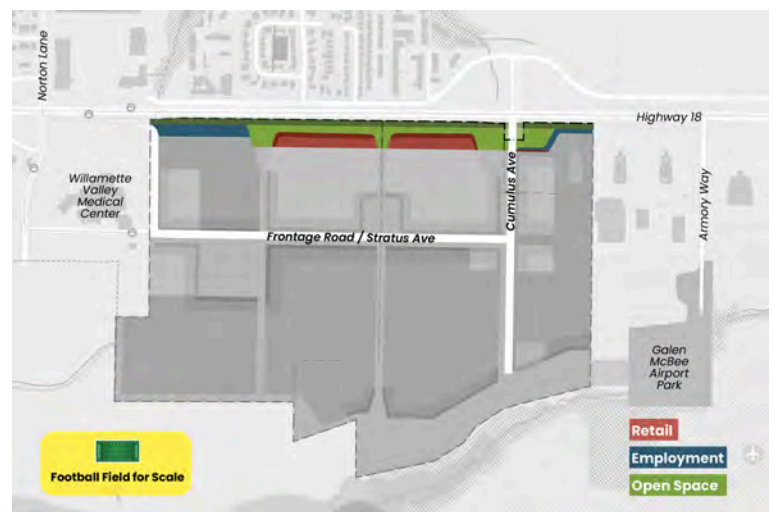 Norton Lane
Highway 18
Willamette
Valley
Medical
Center
Cumulus Ave
Armory Way
Frontage Road / Stratus Ave
Galen
McBee
Airport
Park
Retail
Employment
Open Space
Football Field for Scale